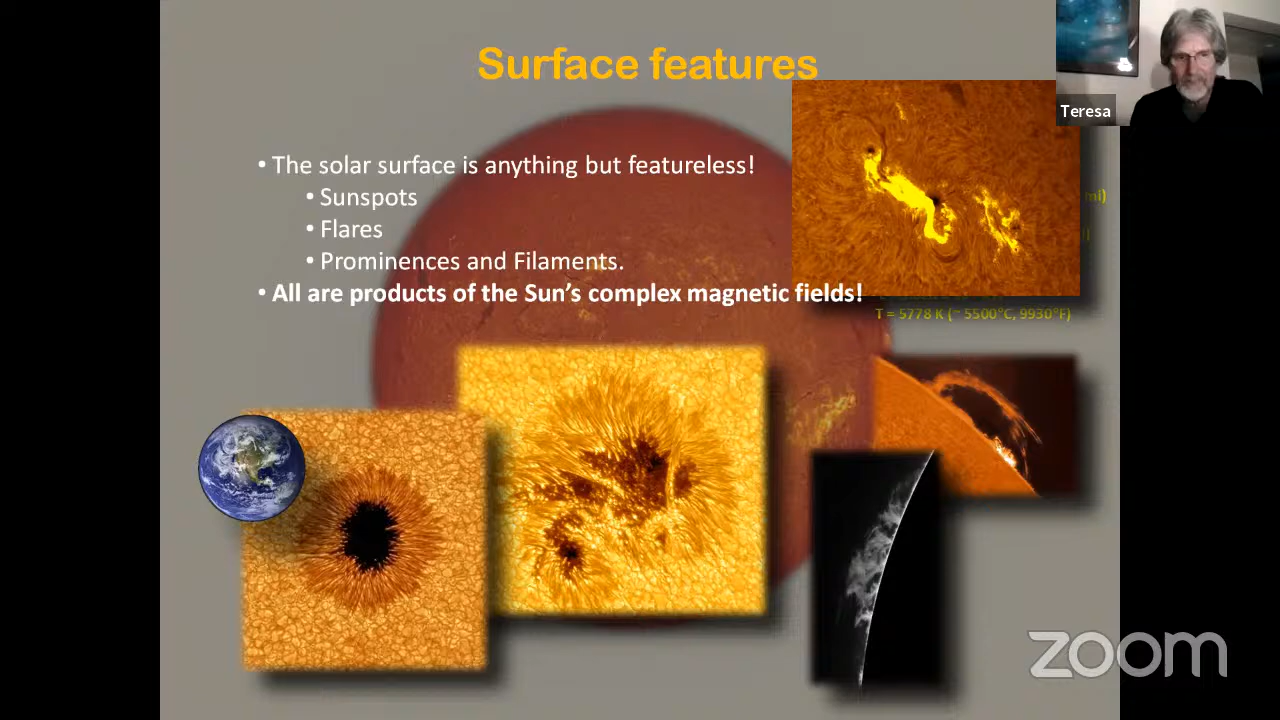 Surface features
Teresa
• The solar surface is anything but featureless!
• Sunspots
• Flares
• Prominences and Filaments.
• All are products of the Sun’s complex magnetic fields!
mi)
T = 5778 K (~ 5500°C, 9930°F)
zoom